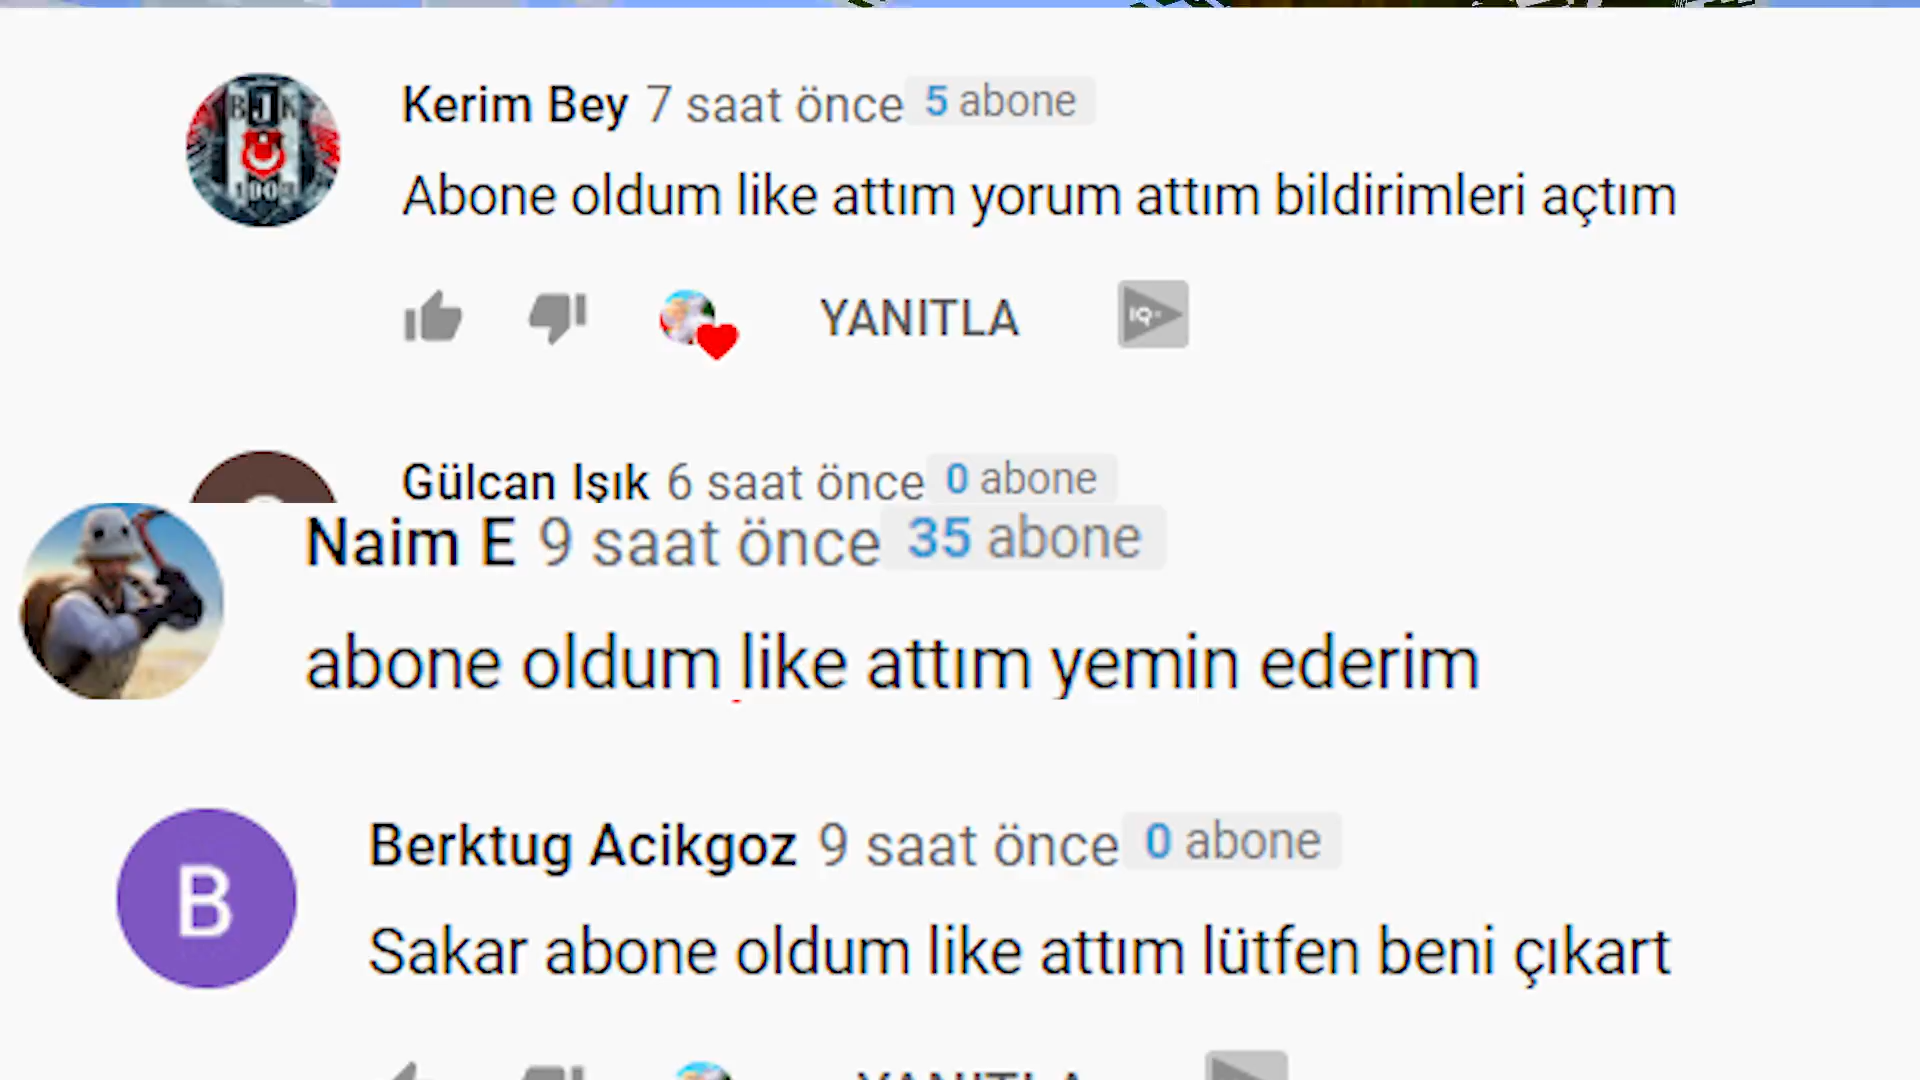 Kerim Bey 7 saat önce 5 abone
Abone oldum like attım yorum attım bildirimleri açtım
YANITLA
Gülcan Işık 6 saat önce 0 abone
Naim E 9 saat önce 35 abone
abone oldum like attım yemin ederim
B
Berktug Acikgoz 9 saat önce 0 abone
Sakar abone oldum like attım lütfen beni çıkart
YANITLA